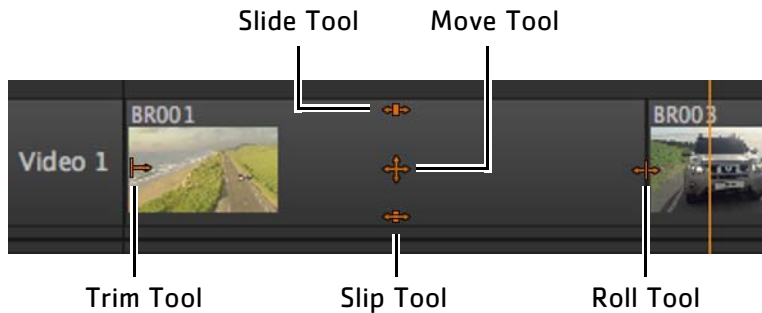 Slide Tool Move Tool
BR001 BR003
Video 1
Trim Tool Slip Tool Roll Tool